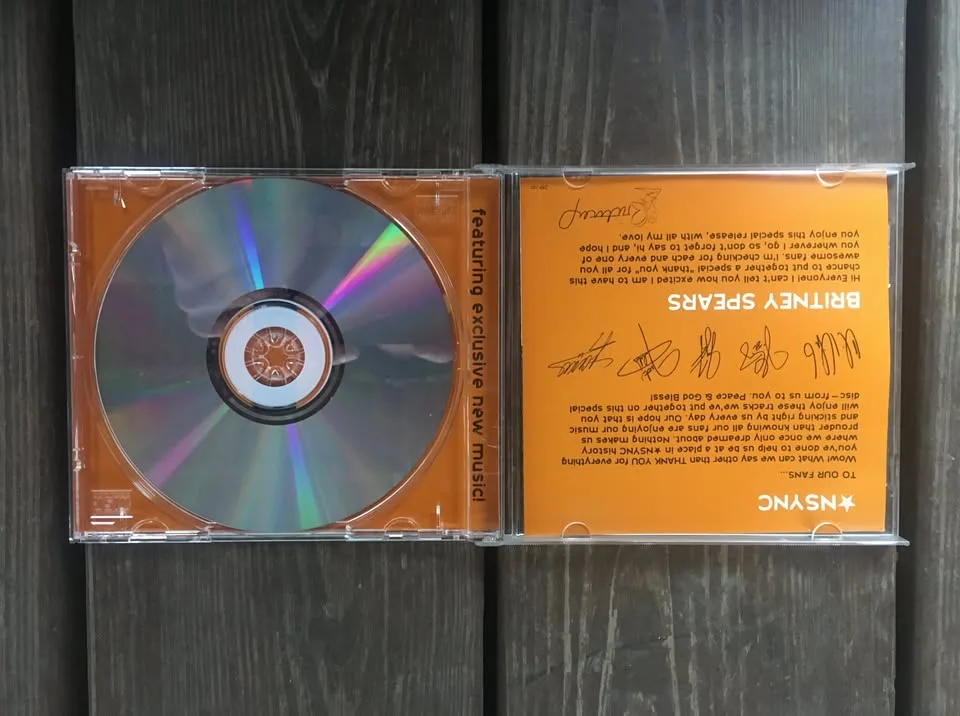 featuring exclusive new music!
★NSYNC
TO OUR FANS...
Wow! What can we say other than THANK YOU for everything
you've done to help us be at a place in ★NSYNC history
where we once only dreamed about. Nothing makes us
prouder than knowing all our fans are enjoying our music
and sticking right by us every day. Our hope is that you
will enjoy these tracks we've put together on this special
disc—from us to you. Peace & God Bless!
BRITNEY SPEARS
Hi Everyone! I can't tell you how excited I am to have this
chance to put together a special "thank you" for all you
awesome fans. I'm checking for each and every one of
you wherever I go, so don't forget to say hi, and I hope
you enjoy this special release, with all my love.
Britney